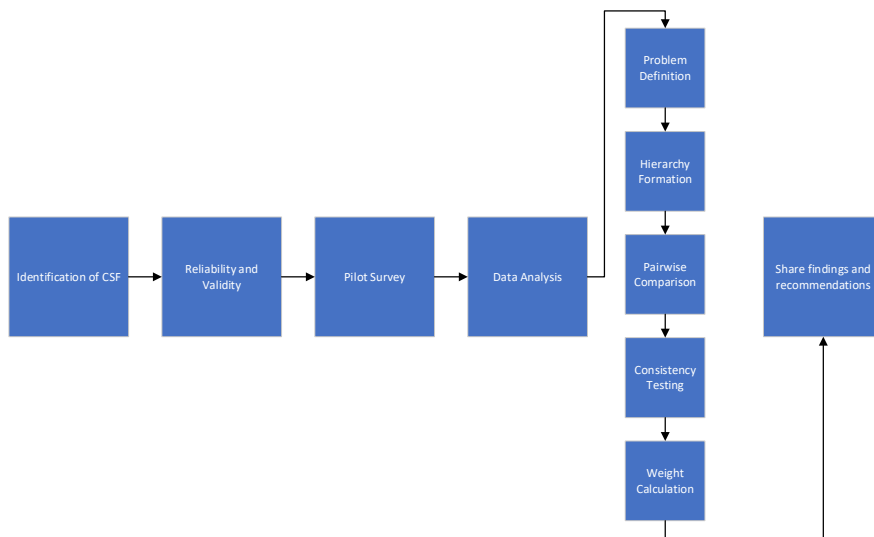 Identification of CSF
Reliability and
Validity
Pilot Survey
Data Analysis
Problem
Definition
Hierarchy
Formation
Pairwise
Comparison
Consistency
Testing
Weight
Calculation
Share findings and
recommendations